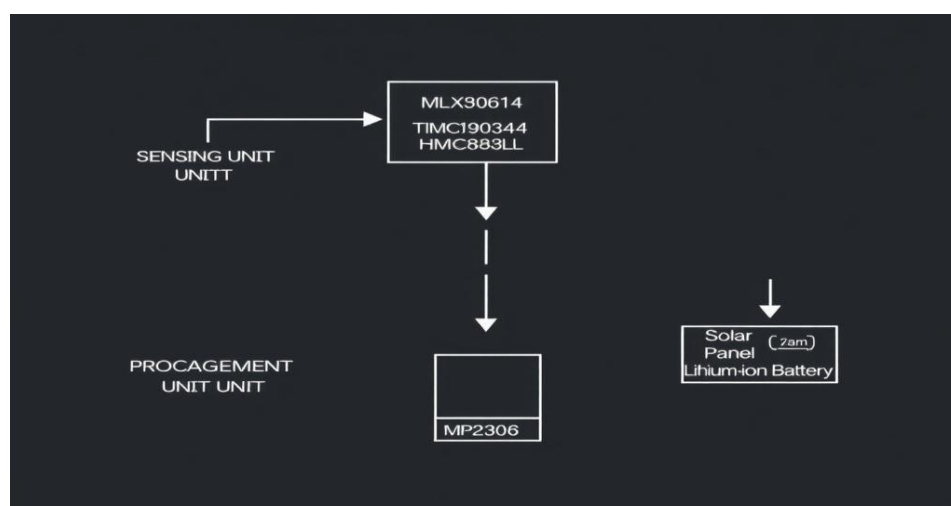 MLX90614
TIMC190344
HMC883LL
SENSING UNIT
UNITT
Solar (2am)
Panel
Lihium-ion Battery
PROCAGEMENT
UNIT UNIT
MP2306